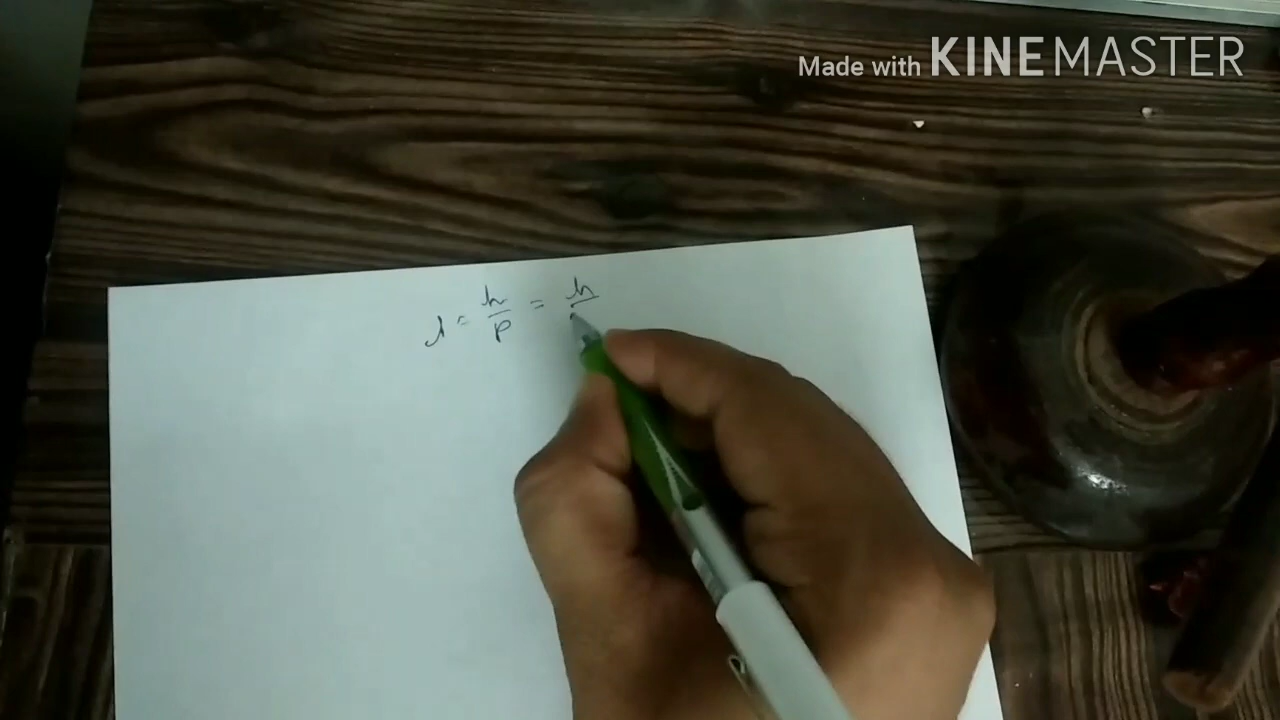 Made with KINEMASTER
λ = h/p = h/